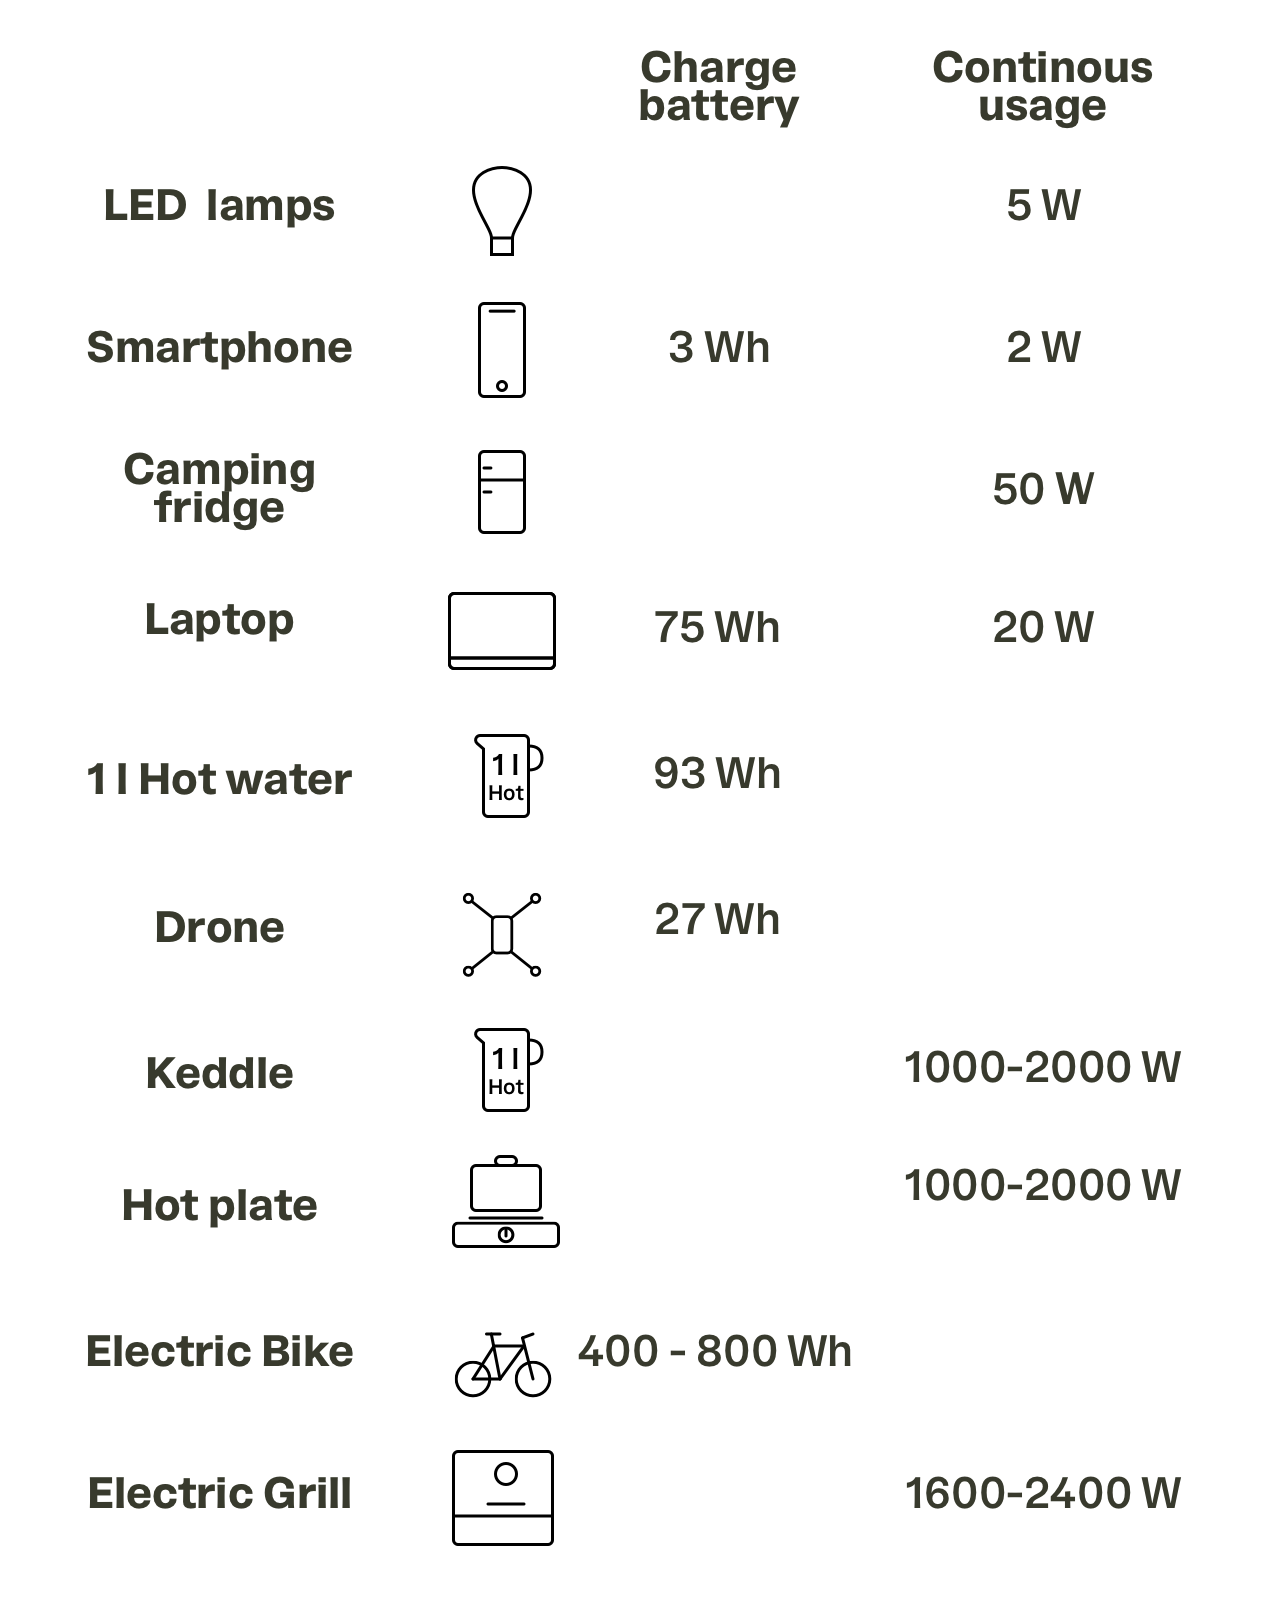 Charge
battery
Continous
usage
LED lamps
5 W
Smartphone
3 Wh
2 W
Camping
fridge
50 W
Laptop
75 Wh
20 W
1 l Hot water
1 l
Hot
93 Wh
Drone
27 Wh
Keddle
1 l
Hot
1000-2000 W
Hot plate
1000-2000 W
Electric Bike
400 - 800 Wh
Electric Grill
1600-2400 W